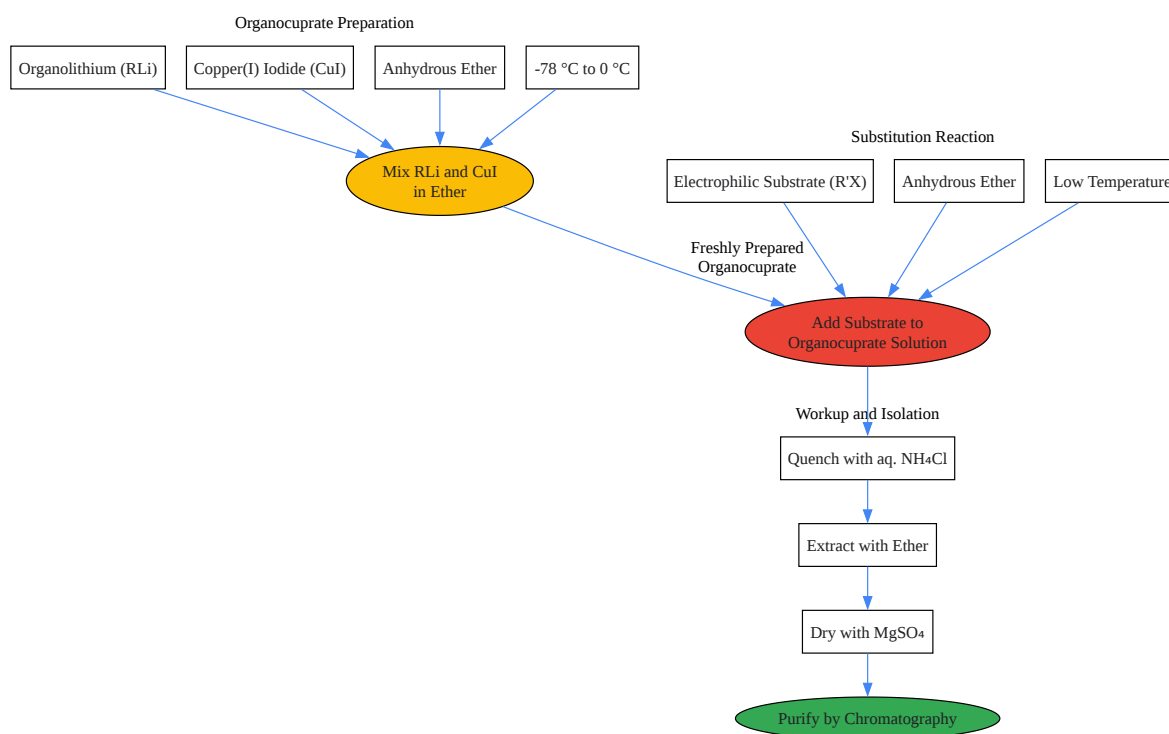 Organocuprate Preparation
Organolithium (RLi)
Copper(I) Iodide (CuI)
Anhydrous Ether
-78 °C to 0 °C
Mix RLi and CuI
in Ether
Substitution Reaction
Electrophilic Substrate (R'X)
Anhydrous Ether
Low Temperature
Freshly Prepared
Organocuprate
Add Substrate to
Organocuprate Solution
Workup and Isolation
Quench with aq. NH₄Cl
Extract with Ether
Dry with MgSO₄
Purify by Chromatography